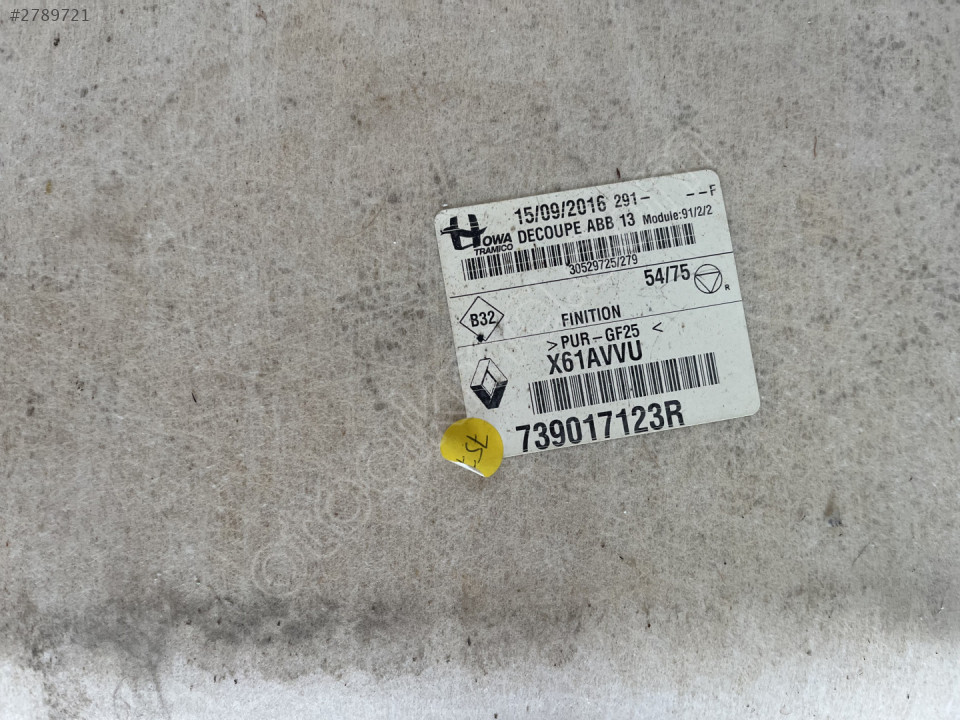 #2789721
15/09/2016 291- --F
HOWA TRAMICO
DECOUPE ABB 13 Module:91/2/2
30529725/279
54/75
R
B32
FINITION
>PUR-GF25 <
X61AVVU
739017123R